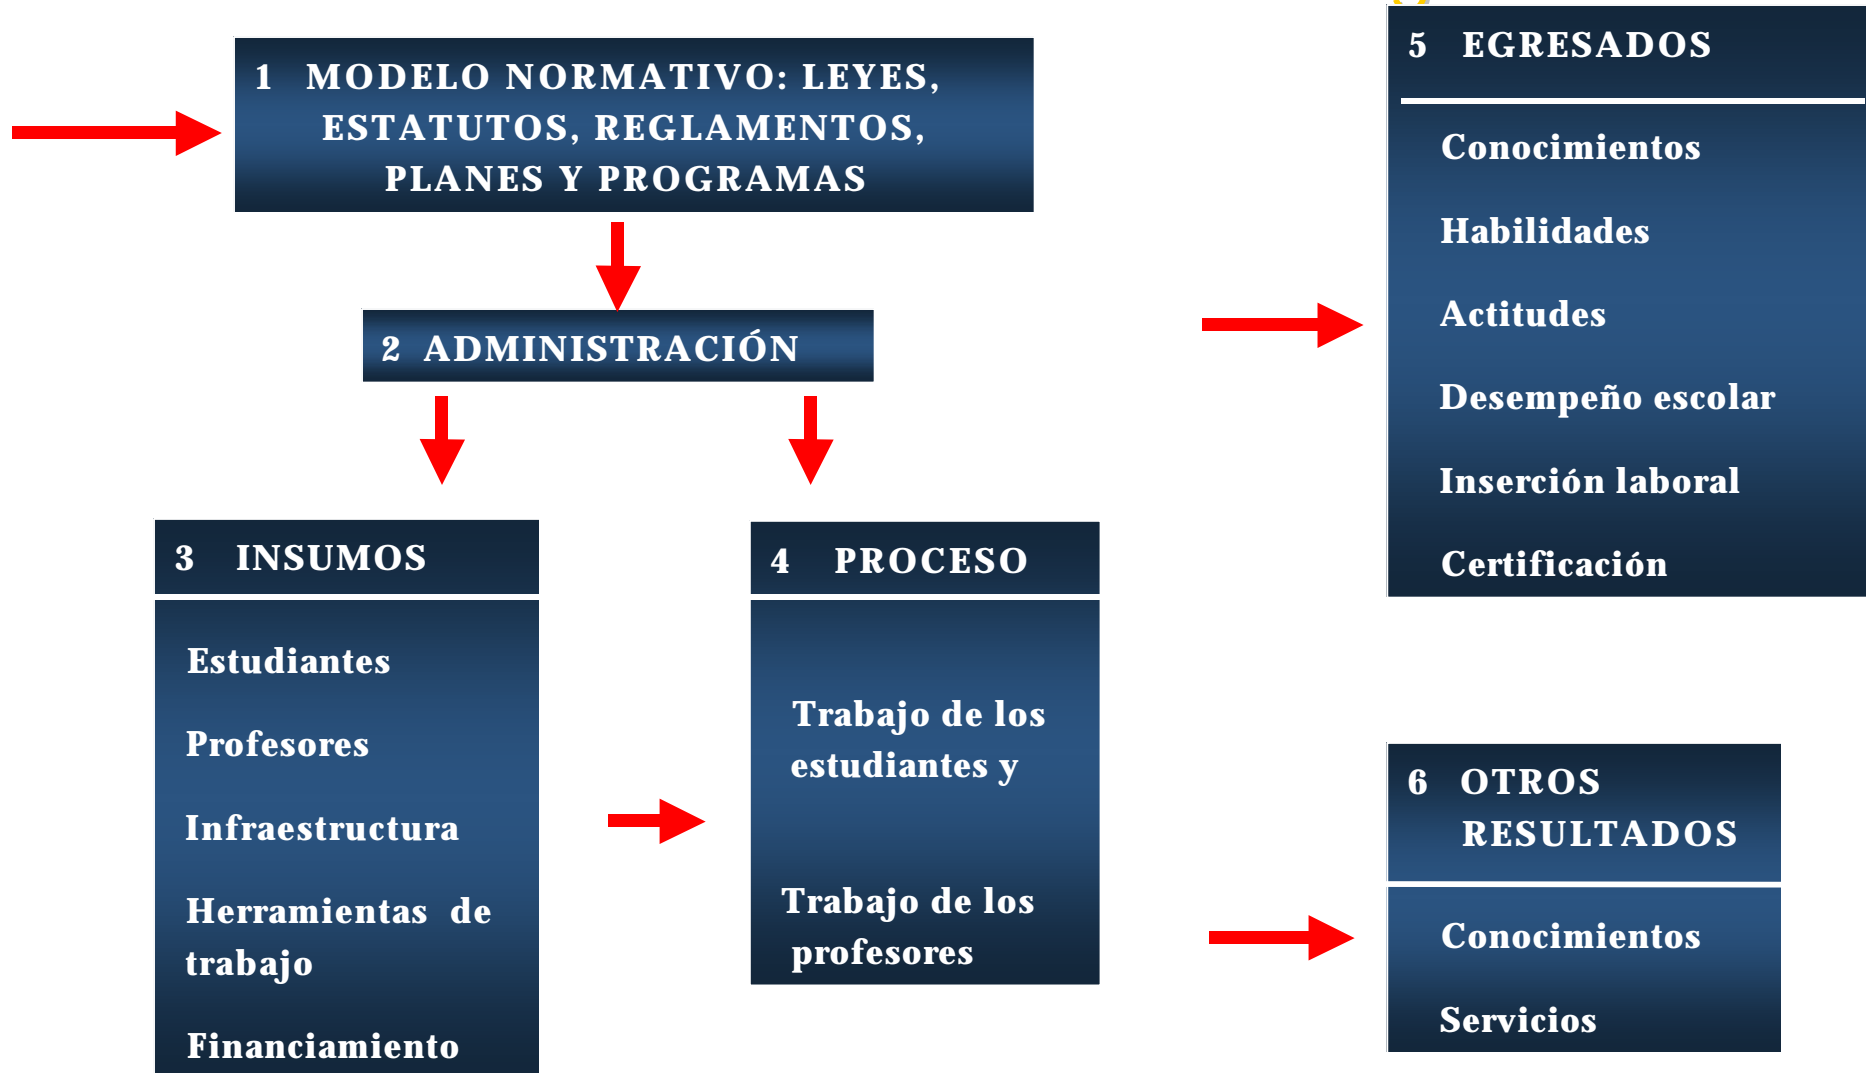 1 MODELO NORMATIVO: LEYES,
ESTATUTOS, REGLAMENTOS,
PLANES Y PROGRAMAS
2 ADMINISTRACIÓN
3 INSUMOS
Estudiantes
Profesores
Infraestructura
Herramientas de
trabajo
Financiamiento
4 PROCESO
Trabajo de los
estudiantes y
Trabajo de los
profesores
5 EGRESADOS
Conocimientos
Habilidades
Actitudes
Desempeño escolar
Inserción laboral
Certificación
6 OTROS
RESULTADOS
Conocimientos
Servicios